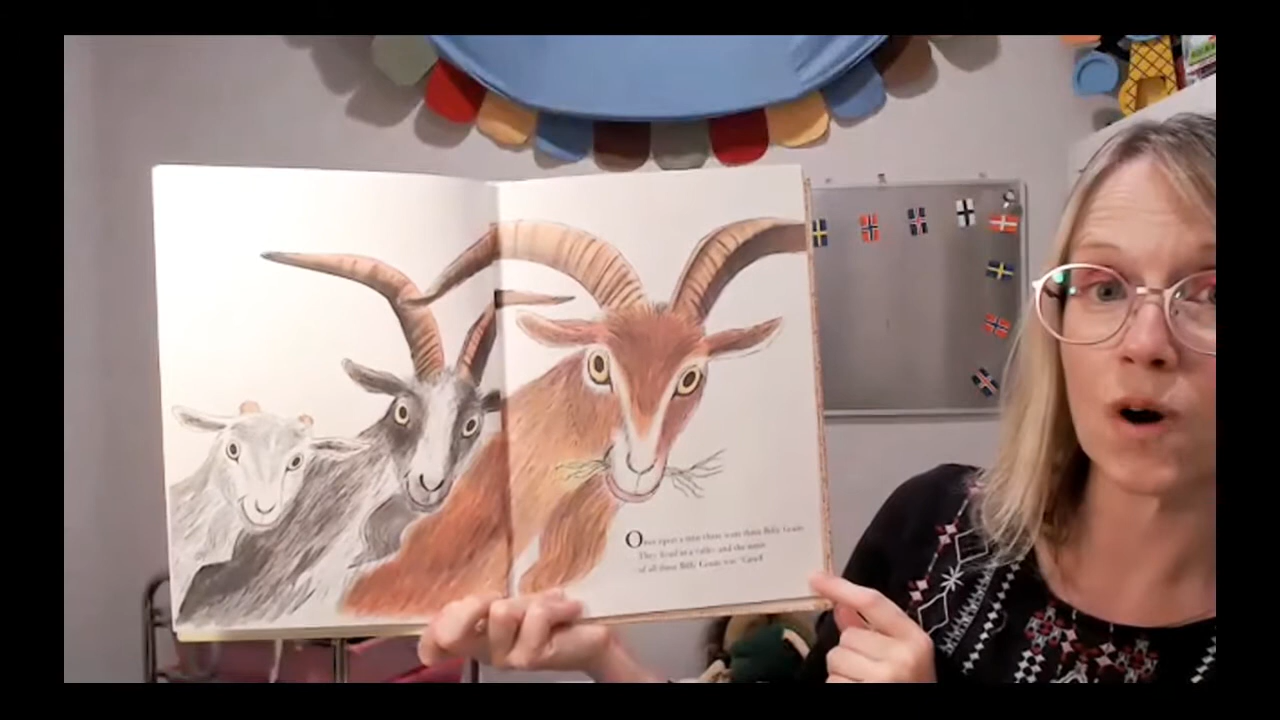 Once upon a time there were three Billy Goats.
They lived in a valley and the name
of all three Billy Goats was "Gruff."